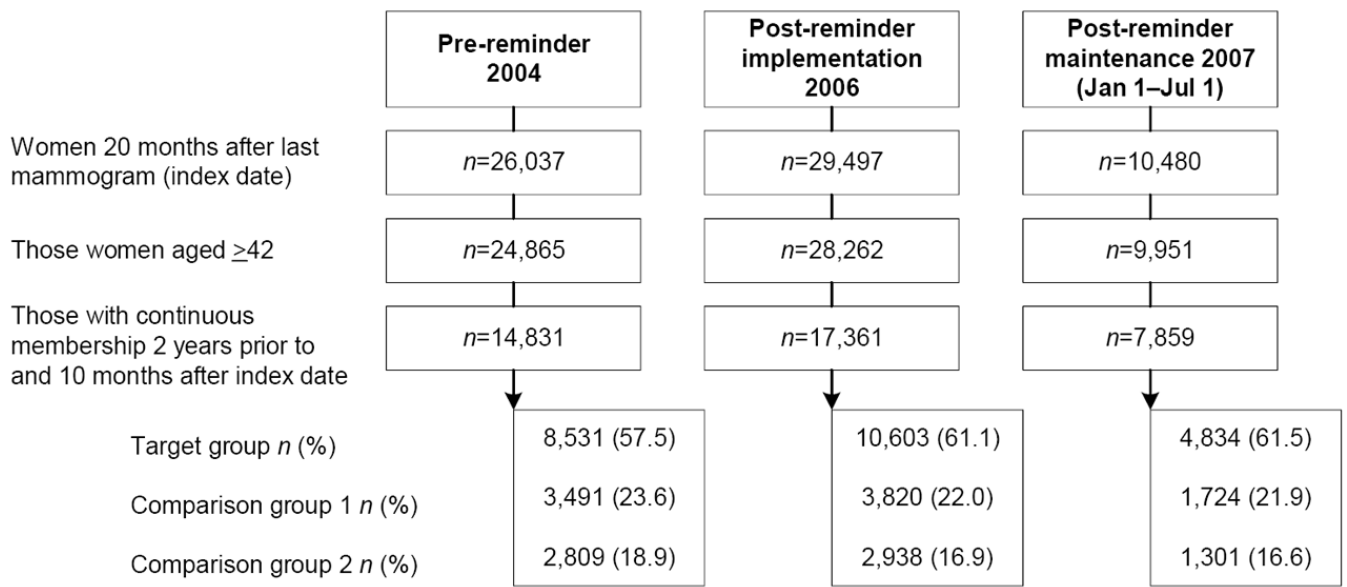 Pre-reminder
2004
Post-reminder
implementation
2006
Post-reminder
maintenance 2007
(Jan 1–Jul 1)
Women 20 months after last
mammogram (index date)
n=26,037
n=29,497
n=10,480
Those women aged ≥42
n=24,865
n=28,262
n=9,951
Those with continuous
membership 2 years prior to
and 10 months after index date
n=14,831
n=17,361
n=7,859
Target group n (%)
8,531 (57.5)
10,603 (61.1)
4,834 (61.5)
Comparison group 1 n (%)
3,491 (23.6)
3,820 (22.0)
1,724 (21.9)
Comparison group 2 n (%)
2,809 (18.9)
2,938 (16.9)
1,301 (16.6)